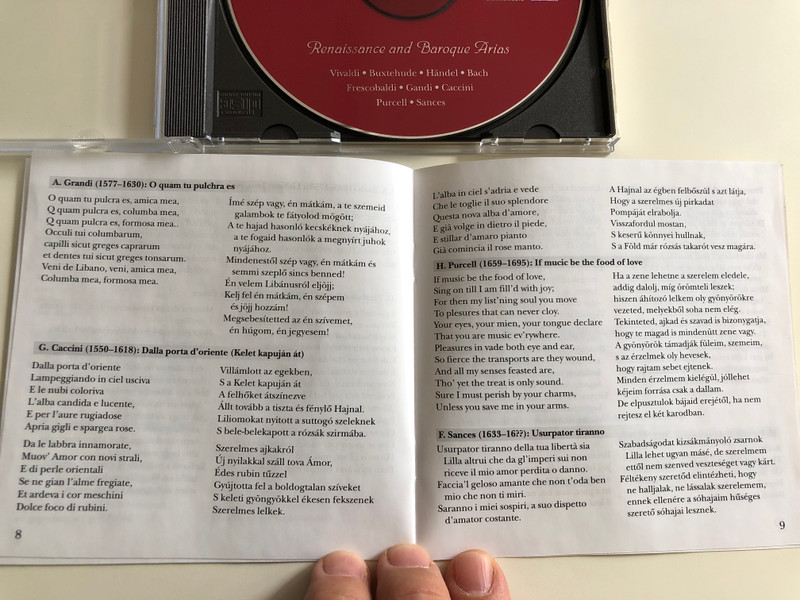 Renaissance and Baroque Arias
Vivaldi • Buxtehude • Händel • Bach
Frescobaldi • Gandi • Caccini
Purcell • Sances
A. Grandi (1577–1630): O quam tu pulchra es
O quam tu pulcra es, amica mea,
Q quam pulcra es, columba mea,
Q quam pulcra es, formosa mea..
Occuli tui columbarum,
capilli sicut greges caprarum
et dentes tui sicut greges tonsarum.
Veni de Libano, veni, amica mea,
Columba mea, formosa mea.
Ímé szép vagy, én mátkám, a te szemeid
galambok te fátyolod mögött;
A te hajad hasonló kecskéknek nyájához,
a te fogaid hasonlók a megnyírt juhok
nyájához.
Mindenestől szép vagy, én mátkám és
semmi szeplő sincs benned!
Én velem Libánusról eljöjj;
Kelj fel én mátkám, én szépem
és jöjj hozzám!
Megsebesítetted az én szívemet,
én húgom, én jegyesem!
G. Caccini (1550–1618): Dalla porta d'oriente (Kelet kapuján át)
Dalla porta d'oriente
Lampeggiando in ciel usciva
E le nubi coloriva
L'alba candida e lucente,
E per l'aure rugiadose
Apria gigli e spargea rose.
Da le labbra innamorate,
Muov' Amor con novi strali,
E di perle orientali
Se ne gian l'alme fregiate,
Et ardeva i cor meschini
Dolce foco di rubini.
Villámlott az egekben,
S a Kelet kapuján át
A felhőket átszínezve
Állt tovább a tiszta és fénylő Hajnal.
Liliomokat nyitott a suttogó szeleknek
S bele-belekapott a rózsák szirmába.
Szerelmes ajkakról
Új nyilakkal száll tova Ámor,
Édes rubin tűzzel
Gyújtotta fel a boldogtalan szíveket
S keleti gyöngyökkel ékesen fekszenek
Szerelmes lelkek.
8
L'alba in ciel s'adria e vede
Che le toglie il suo splendore
Questa nova alba d'amore,
E già volge in dietro il piede,
E stillar d'amaro pianto
Già comincia il rose manto.
A Hajnal az égben felbőszül s azt látja,
Hogy a szerelmes új pirkadat
Pompáját elrabolja.
Visszafordul mostan,
S keserű könnyei hullnak,
S a Föld már rózsás takarót vesz magára.
H. Purcell (1659–1695): If mucic be the food of love
If music be the food of love,
Sing on till I am fill'd with joy;
For then my list'ning soul you move
To plesures that can never cloy.
Your eyes, your mien, your tongue declare
That you are music ev'rywhere.
Pleasures in vade both eye and ear,
So fierce the transports are they wound,
And all my senses feasted are,
Tho' yet the treat is only sound.
Sure I must perish by your charms,
Unless you save me in your arms.
Ha a zene lehetne a szerelem eledele,
addig dalolj, míg örömteli leszek;
hiszen áhítozó lelkem oly gyönyörökre
vezeted, melyekből soha nem elég.
Tekinteted, ajkad és szavad is bizonygatja,
hogy te magad is mindenütt zene vagy.
A gyönyörök támadják füleim, szemeim,
s az érzelmek oly hevesek,
hogy rajtam sebet ejtenek.
Minden érzelmem kielégül, jóllehet
kéjeim forrása csak a dallam.
De elpusztulok bájaid erejétől, ha nem
rejtesz el két karodban.
F. Sances (1633–16??): Usurpator tiranno
Usurpator tiranno della tua libertà sia
Lilla altrui che da gl'imperi sui non
riceve il mio amor perdita o danno.
Faccia'l geloso amante che non t'oda ben
mio che non ti miri.
Saranno i miei sospiri, a suo dispetto
d'amator costante.
Szabadságodat kizsákmányoló zsarnok
Lilla lehet ugyan másé, de szerelmem
ettől nem szenved veszteséget vagy kárt.
Féltékeny szeretőd elintézheti, hogy
ne halljalak, ne lássalak szerelemem,
ennek ellenére a sóhajaim hűséges
szerető sóhajai lesznek.
9